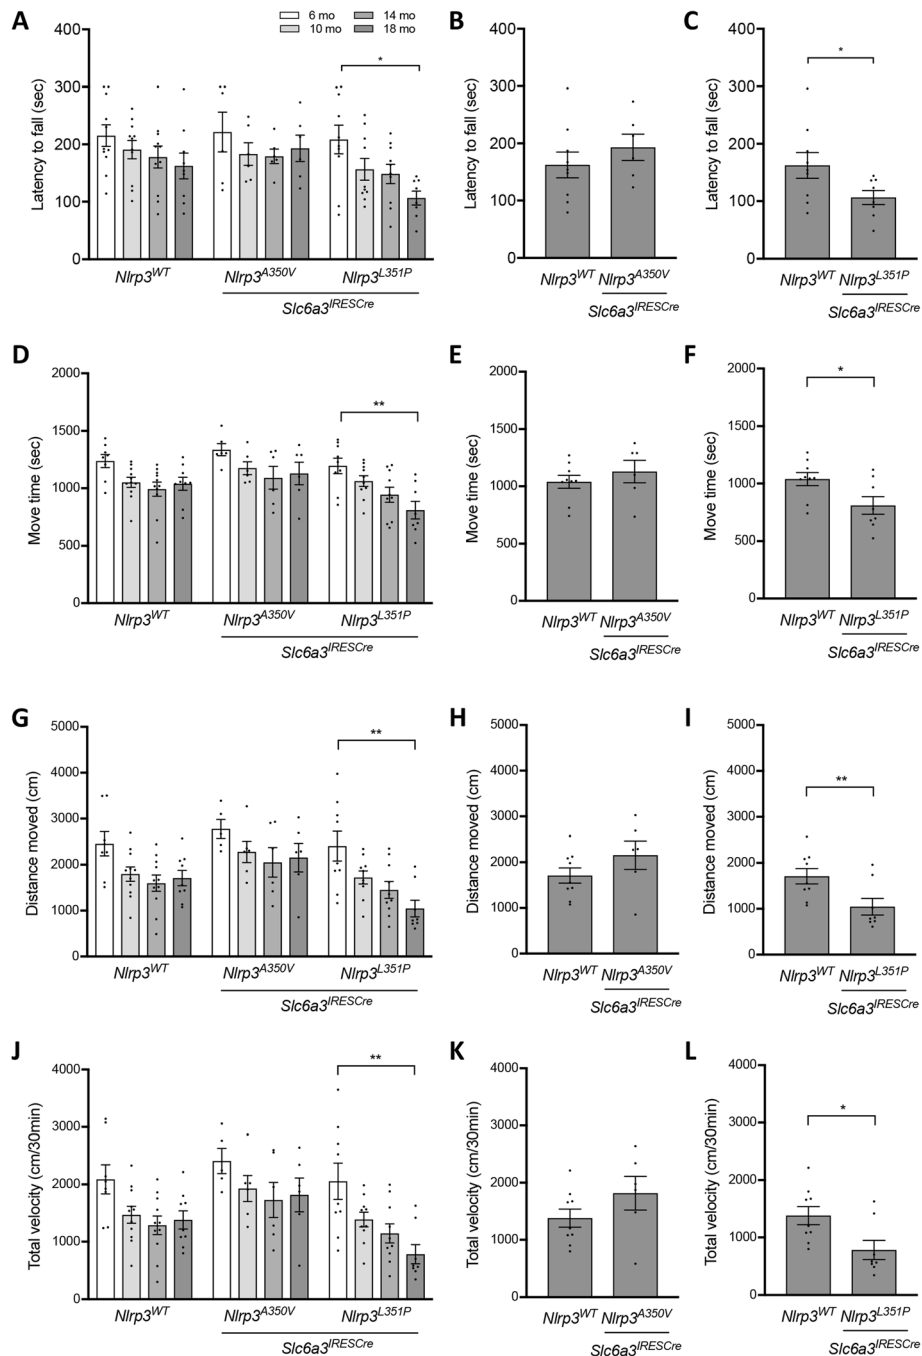 A
6 mo 14 mo
10 mo 18 mo
Latency to fall (sec)
400
300
200
100
0
*
Nlrp3WT Nlrp3A350V Nlrp3L351P
Slc6a3IRESCre
B
Latency to fall (sec)
400
300
200
100
0
Nlrp3WT Nlrp3A350V
Slc6a3IRESCre
C
Latency to fall (sec)
400
300
200
100
0
*
Nlrp3WT Nlrp3L351P
Slc6a3IRESCre
D
Move time (sec)
2000
1500
1000
500
0
**
Nlrp3WT Nlrp3A350V Nlrp3L351P
Slc6a3IRESCre
E
Move time (sec)
2000
1500
1000
500
0
Nlrp3WT Nlrp3A350V
Slc6a3IRESCre
F
Move time (sec)
2000
1500
1000
500
0
*
Nlrp3WT Nlrp3L351P
Slc6a3IRESCre
G
Distance moved (cm)
5000
4000
3000
2000
1000
0
**
Nlrp3WT Nlrp3A350V Nlrp3L351P
Slc6a3IRESCre
H
Distance moved (cm)
5000
4000
3000
2000
1000
0
Nlrp3WT Nlrp3A350V
Slc6a3IRESCre
I
Distance moved (cm)
5000
4000
3000
2000
1000
0
**
Nlrp3WT Nlrp3L351P
Slc6a3IRESCre
J
Total velocity (cm/30min)
4000
3000
2000
1000
0
**
Nlrp3WT Nlrp3A350V Nlrp3L351P
Slc6a3IRESCre
K
Total velocity (cm/30min)
4000
3000
2000
1000
0
Nlrp3WT Nlrp3A350V
Slc6a3IRESCre
L
Total velocity (cm/30min)
4000
3000
2000
1000
0
*
Nlrp3WT Nlrp3L351P
Slc6a3IRESCre